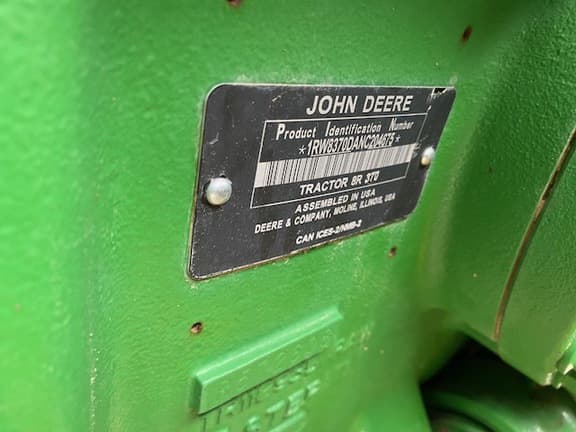 JOHN DEERE
Product Identification Number
*1RW8370DANC204675*
TRACTOR 8R 370
ASSEMBLED IN USA
DEERE & COMPANY, MOLINE, ILLINOIS, USA
CAN ICES-2/NMB-2